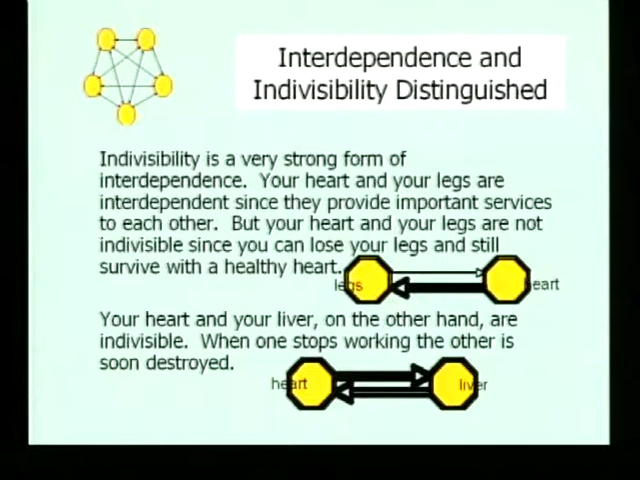 Interdependence and
Indivisibility Distinguished
Indivisibility is a very strong form of
interdependence. Your heart and your legs are
interdependent since they provide important services
to each other. But your heart and your legs are not
indivisible since you can lose your legs and still
survive with a healthy heart.
legs
heart
Your heart and your liver, on the other hand, are
indivisible. When one stops working the other is
soon destroyed.
heart
liver